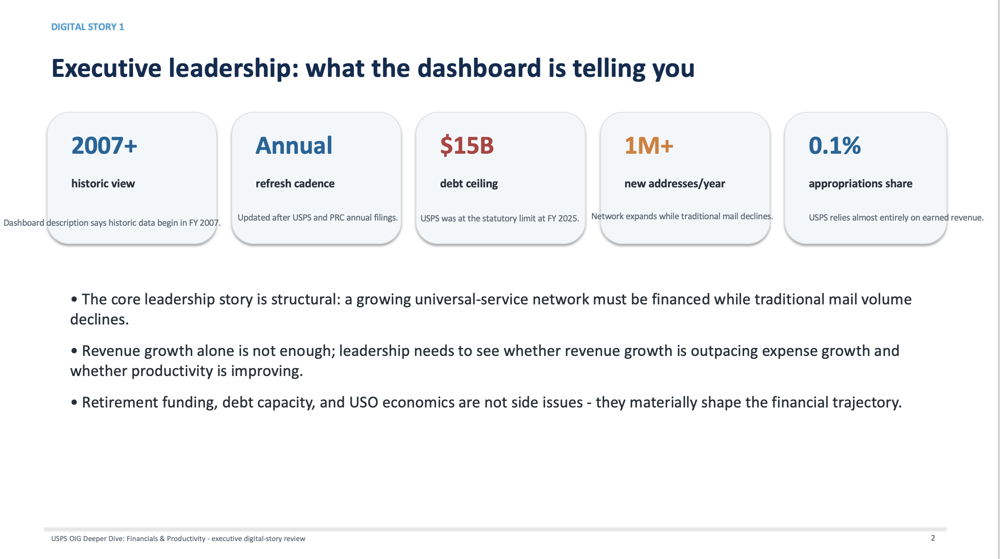 DIGITAL STORY 1
Executive leadership: what the dashboard is telling you
2007+
historic view
Dashboard description says historic data begin in FY 2007.
Annual
refresh cadence
Updated after USPS and PRC annual filings.
$15B
debt ceiling
USPS was at the statutory limit at FY 2025.
1M+
new addresses/year
Network expands while traditional mail declines.
0.1%
appropriations share
USPS relies almost entirely on earned revenue.
• The core leadership story is structural: a growing universal-service network must be financed while traditional mail volume
declines.
• Revenue growth alone is not enough; leadership needs to see whether revenue growth is outpacing expense growth and
whether productivity is improving.
• Retirement funding, debt capacity, and USO economics are not side issues - they materially shape the financial trajectory.
USPS OIG Deeper Dive: Financials & Productivity - executive digital-story review
2